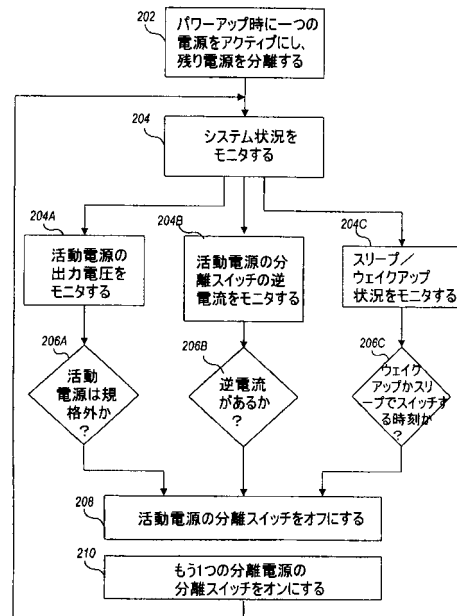 202
パワーアップ時に一つの
電源をアクティブにし、
残り電源を分離する
204
システム状況を
モニタする
204A
活動電源の
出力電圧を
モニタする
204B
活動電源の分
離スイッチの逆
電流をモニタする
204C
スリープ／
ウェイクアップ
状況をモニタする
206A
活動
電源は規
格外か
?
206B
逆電流
があるか
?
206C
ウェイク
アップかスリ
ープでスイッチす
る時刻か
?
208
活動電源の分離スイッチをオフにする
210
もう1つの分離電源の
分離スイッチをオンにする